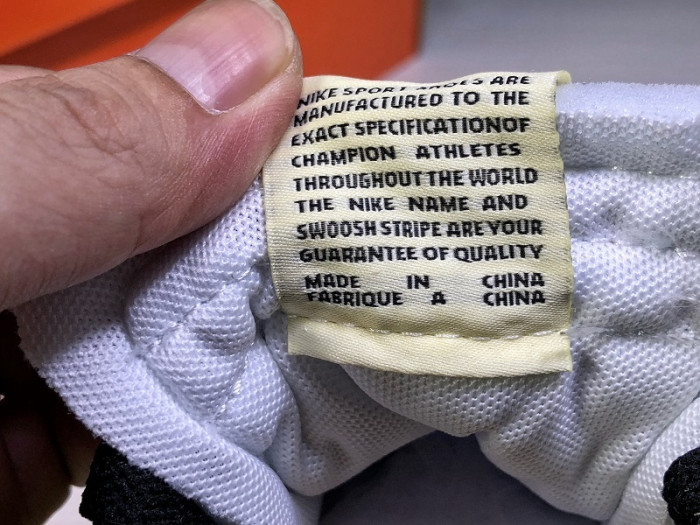 NIKE SPORT SHOES ARE
MANUFACTURED TO THE
EXACT SPECIFICATIONOF
CHAMPION ATHLETES
THROUGHOUT THE WORLD
THE NIKE NAME AND
SWOOSH STRIPE ARE YOUR
GUARANTEE OF QUALITY
MADE IN CHINA
FABRIQUE A CHINA